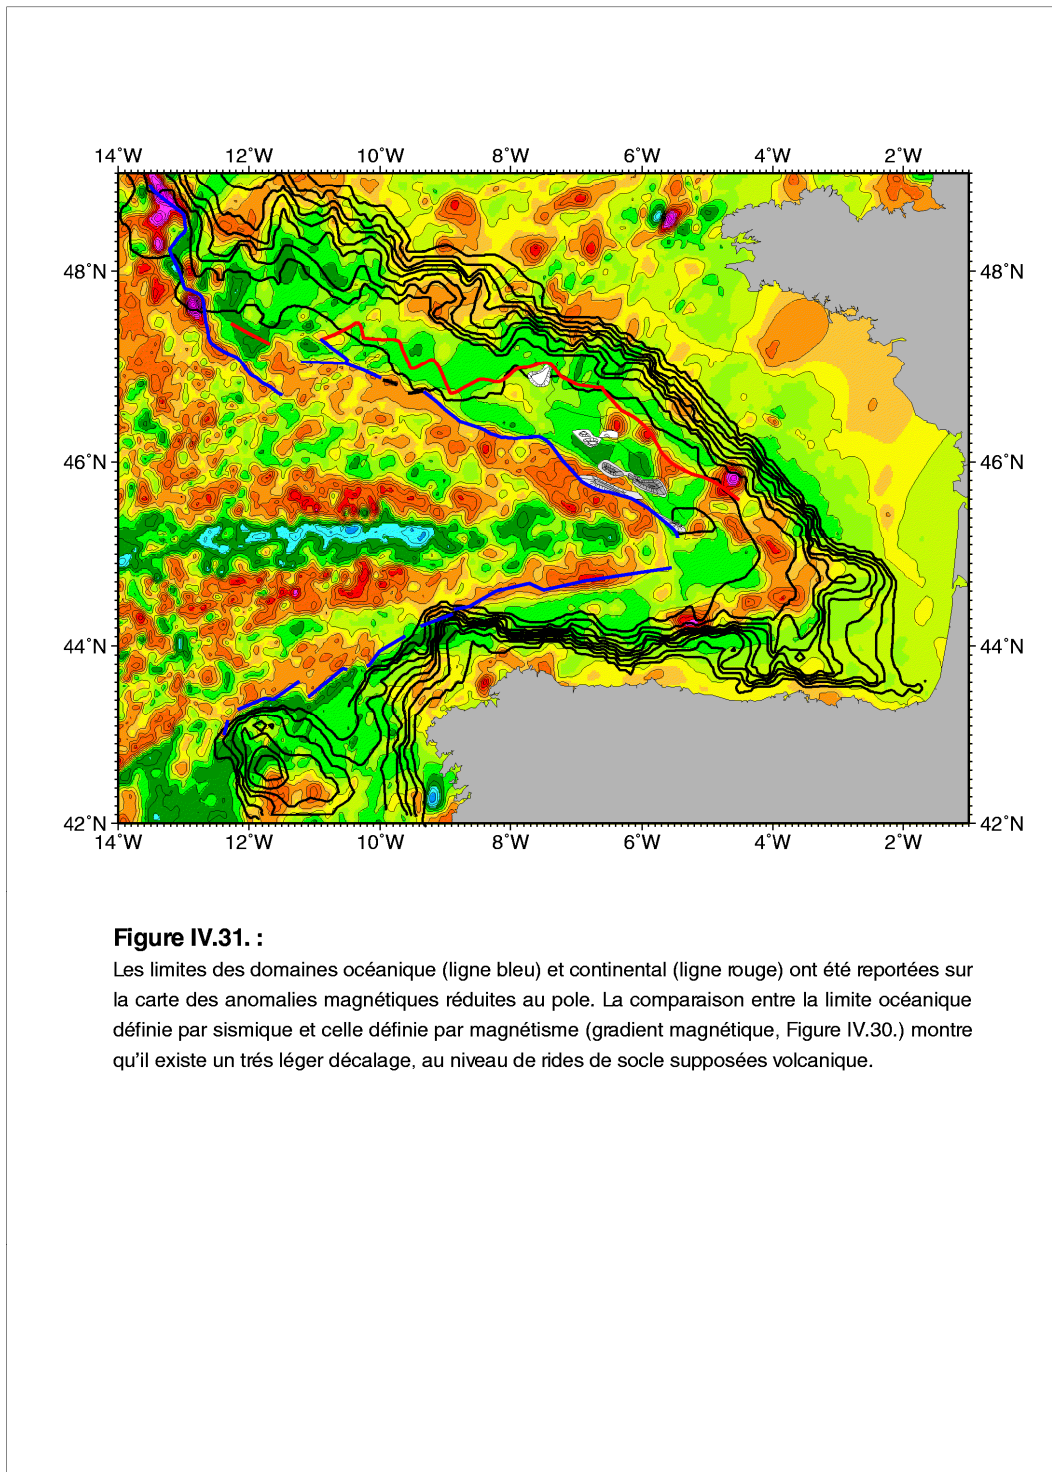 14˚W 12˚W 10˚W 8˚W 6˚W 4˚W 2˚W
48˚N 48˚N
46˚N 46˚N
44˚N 44˚N
42˚N 42˚N
14˚W 12˚W 10˚W 8˚W 6˚W 4˚W 2˚W
Figure IV.31. :
Les limites des domaines océanique (ligne bleu) et continental (ligne rouge) ont été reportées sur
la carte des anomalies magnétiques réduites au pole. La comparaison entre la limite océanique
définie par sismique et celle définie par magnétisme (gradient magnétique, Figure IV.30.) montre
qu'il existe un trés léger décalage, au niveau de rides de socle supposées volcanique.